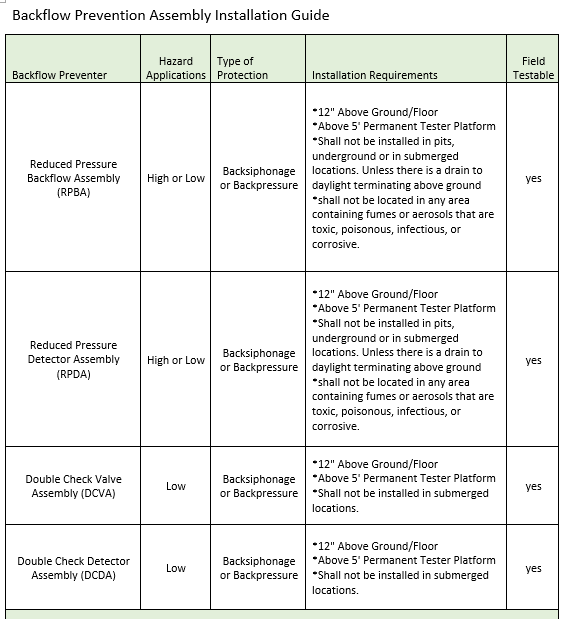 Backflow Prevention Assembly Installation Guide
Backflow Preventer
Hazard
Applications
Type of
Protection
Installation Requirements
Field
Testable
Reduced Pressure
Backflow Assembly
(RPBA)
High or Low
Backsiphonage
or Backpressure
*12" Above Ground/Floor
*Above 5' Permanent Tester Platform
*Shall not be installed in pits,
underground or in submerged
locations. Unless there is a drain to
daylight terminating above ground
*shall not be located in any area
containing fumes or aerosols that are
toxic, poisonous, infectious, or
corrosive.
yes
Reduced Pressure
Detector Assembly
(RPDA)
High or Low
Backsiphonage
or Backpressure
*12" Above Ground/Floor
*Above 5' Permanent Tester Platform
*Shall not be installed in pits,
underground or in submerged
locations. Unless there is a drain to
daylight terminating above ground
*shall not be located in any area
containing fumes or aerosols that are
toxic, poisonous, infectious, or
corrosive.
yes
Double Check Valve
Assembly (DCVA)
Low
Backsiphonage
or Backpressure
*12" Above Ground/Floor
*Above 5' Permanent Tester Platform
*Shall not be installed in submerged
locations.
yes
Double Check Detector
Assembly (DCDA)
Low
Backsiphonage
or Backpressure
*12" Above Ground/Floor
*Above 5' Permanent Tester Platform
*Shall not be installed in submerged
locations.
yes